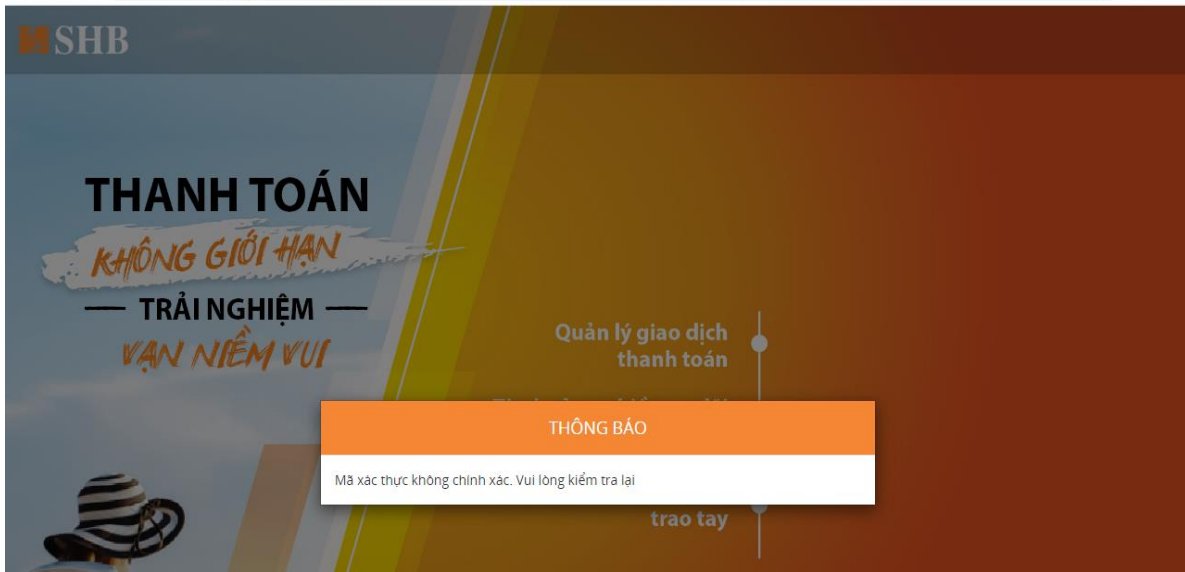 SHB
THANH TOÁN
KHÔNG GIỚI HẠN
TRẢI NGHIỆM
VẠN NIỀM VUI
Quản lý giao dịch
thanh toán
THÔNG BÁO
Mã xác thực không chính xác. Vui lòng kiểm tra lại
trao tay